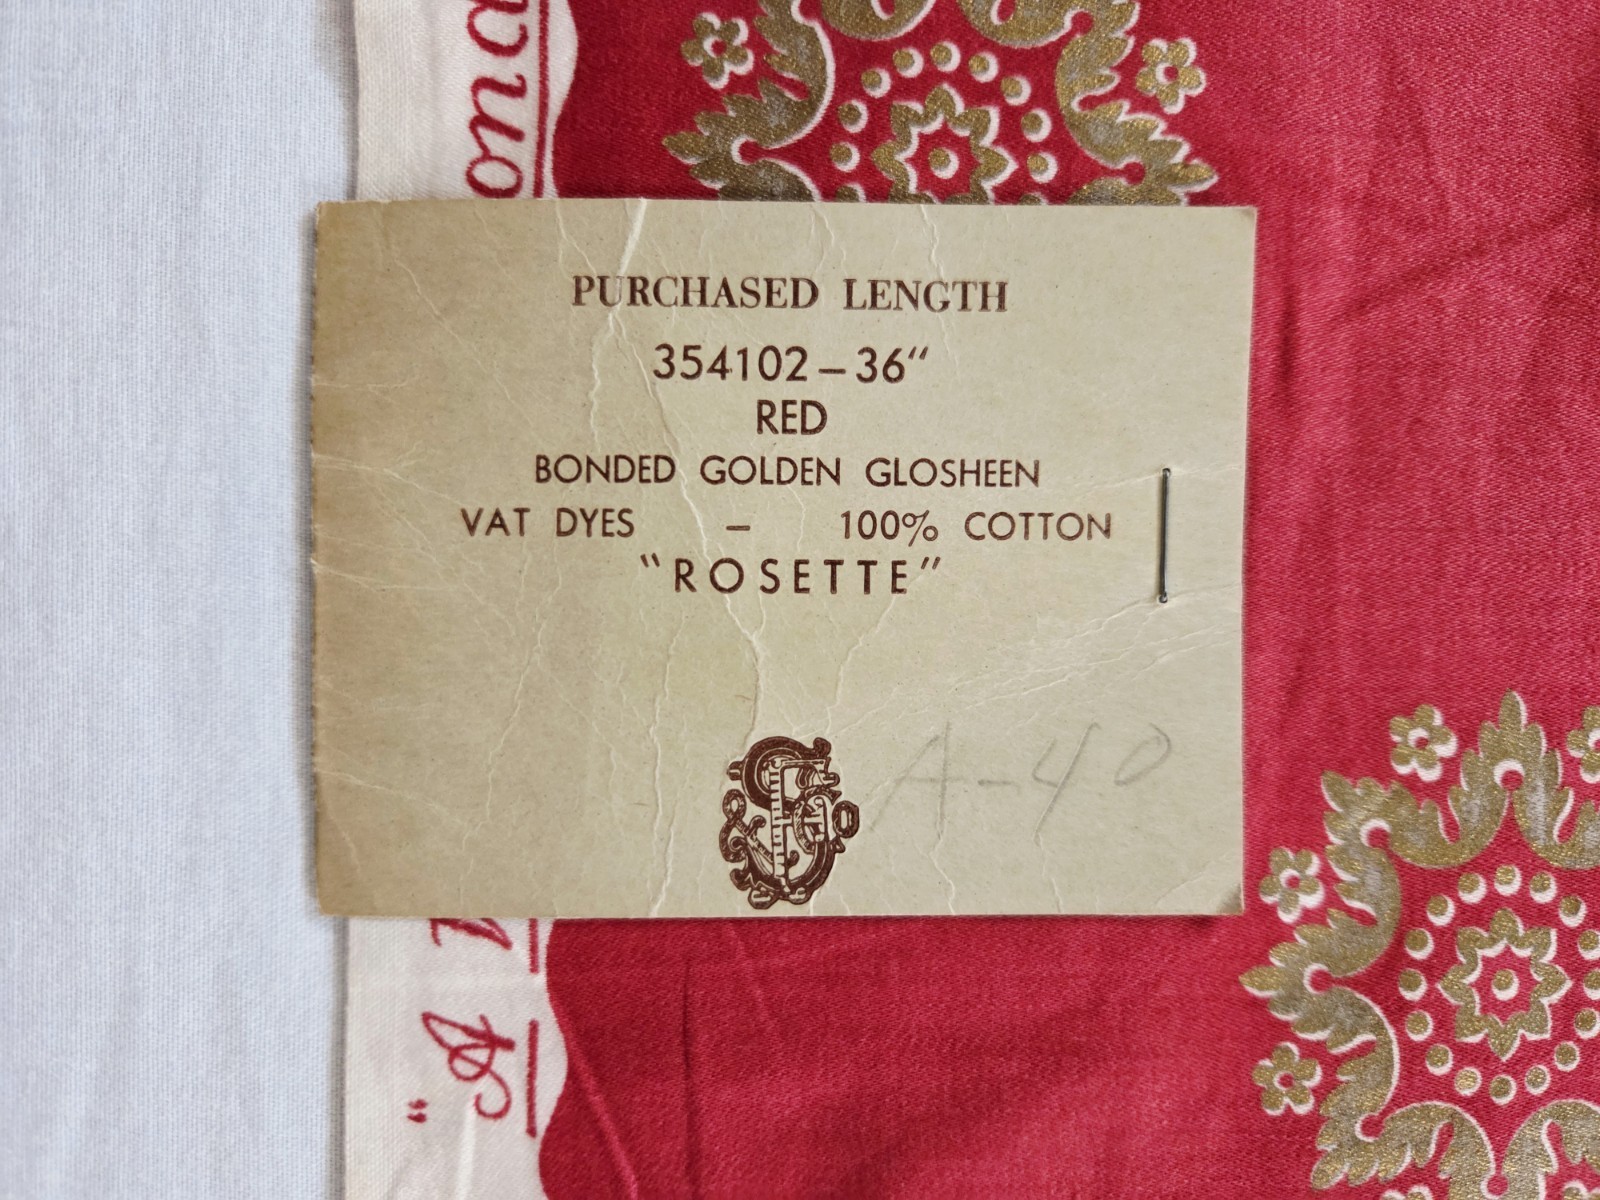 PURCHASED LENGTH
354102–36"
RED
BONDED GOLDEN GLOSHEEN
VAT DYES – 100% COTTON
"ROSETTE"
A-40
"A